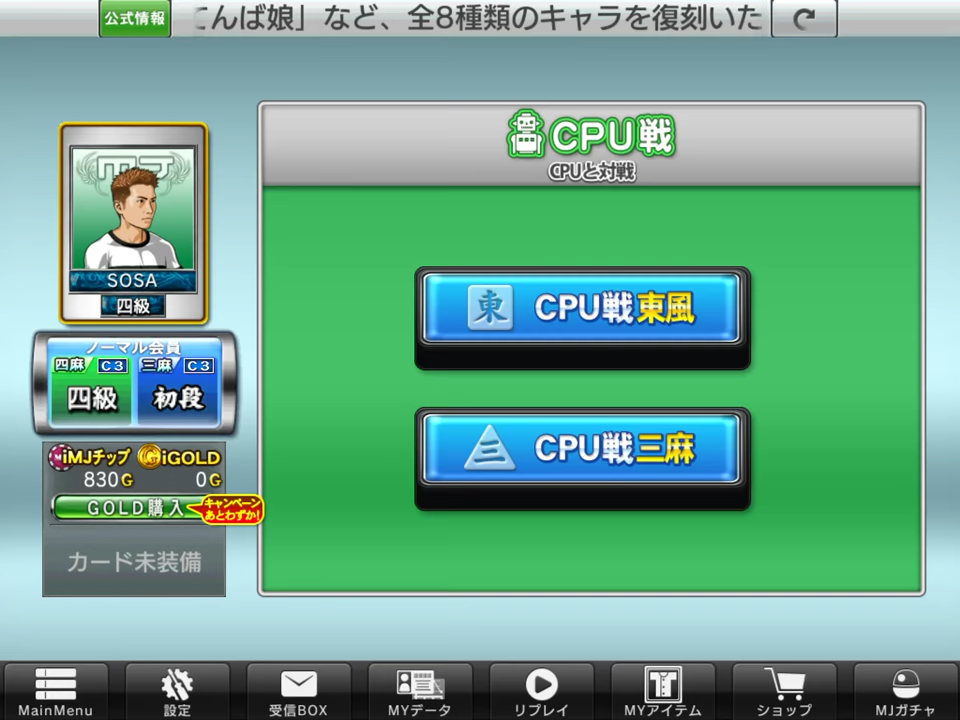 公式情報
てんば娘」など、全8種類のキャラを復刻いた
CPU戦
CPUと対戦
MJ
SOSA
四級
ノーマル会員
四麻 C3 三麻 C3
四級 初段
東 CPU戦東風
三 CPU戦三麻
iMJチップ iGOLD
830G 0G
GOLD購入
キャンペーン
あとわずか!
カード未装備
MainMenu 設定 受信BOX MYデータ リプレイ MYアイテム ショップ MJガチャ